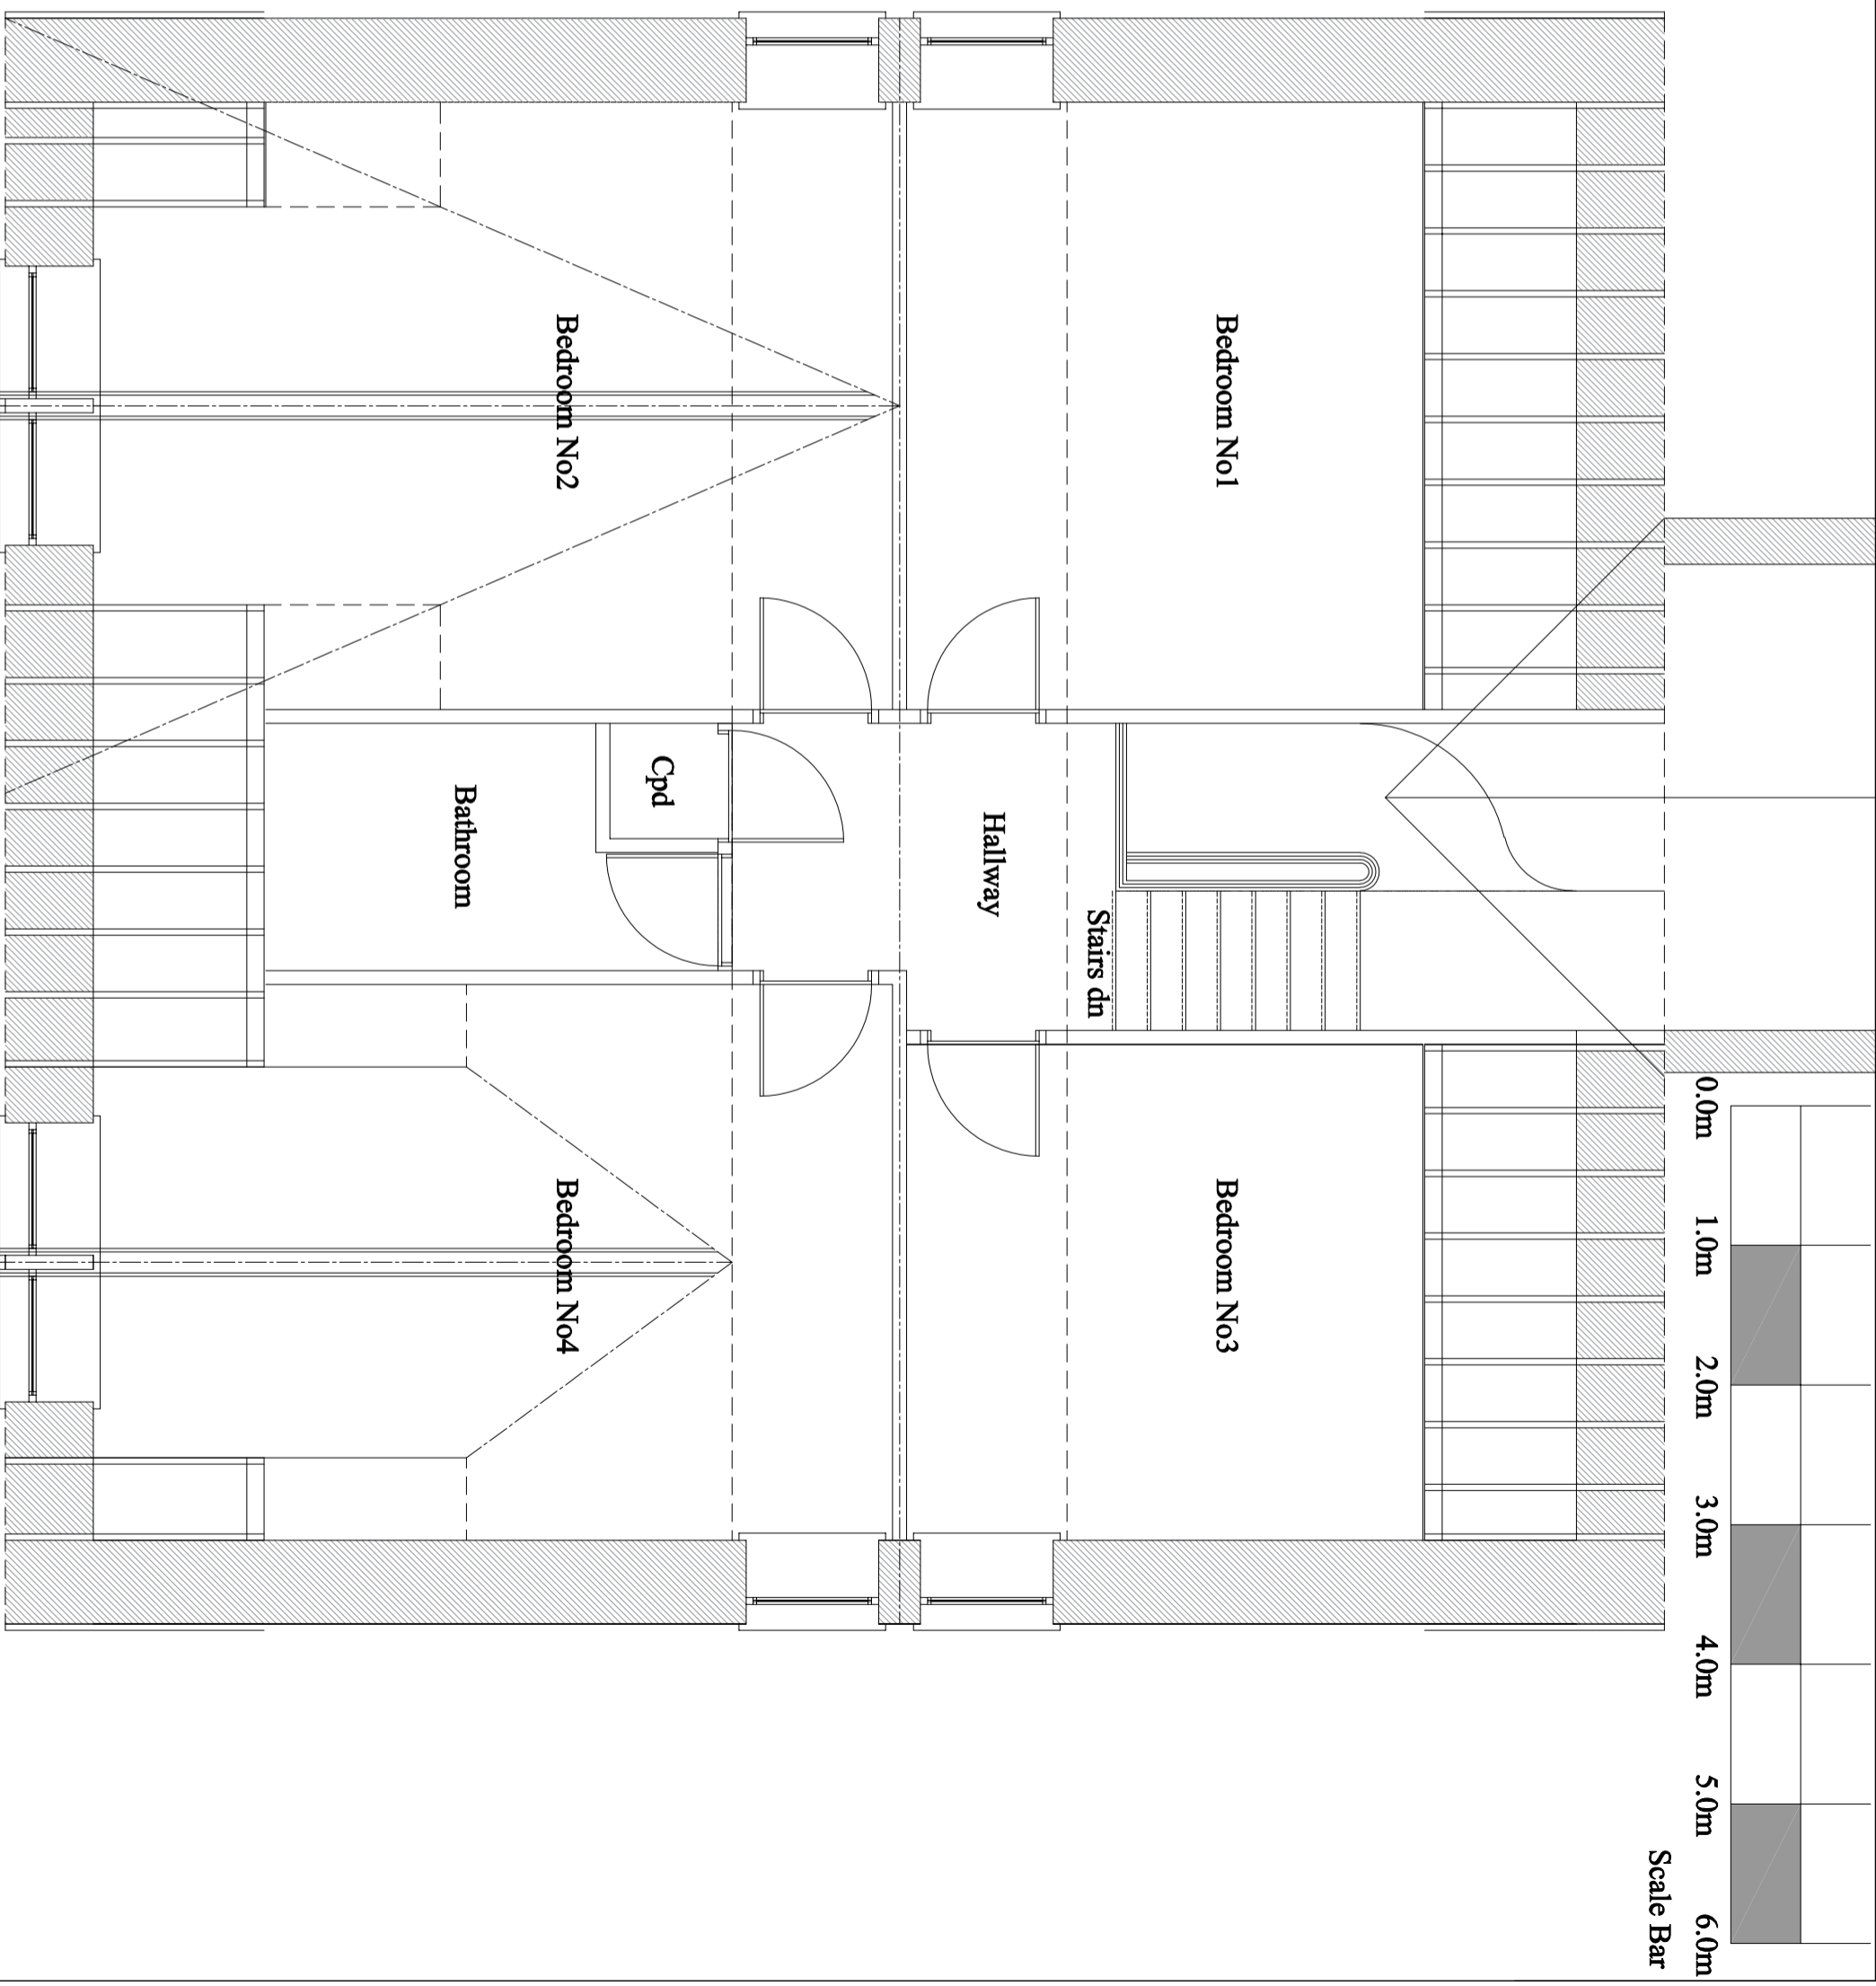 0.0m 1.0m 2.0m 3.0m 4.0m 5.0m 6.0m
Scale Bar
Bedroom No1
Bedroom No3
Stairs dn
Hallway
Cpd
Bedroom No2
Bedroom No4
Bathroom